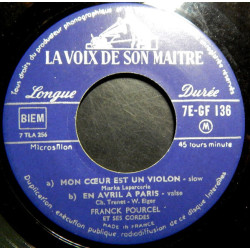 LA VOIX DE SON MAITRE
Longue Durée
BIEM
7 TLA 256
7E-GF 136
M
Microsillon
45 tours minute
a) MON CŒUR EST UN VIOLON - slow
Miarka Laparcerie
b) EN AVRIL A PARIS - valse
Ch. Trenet - W. Eiger
FRANCK POURCEL
ET SES CORDES
MADE IN FRANCE